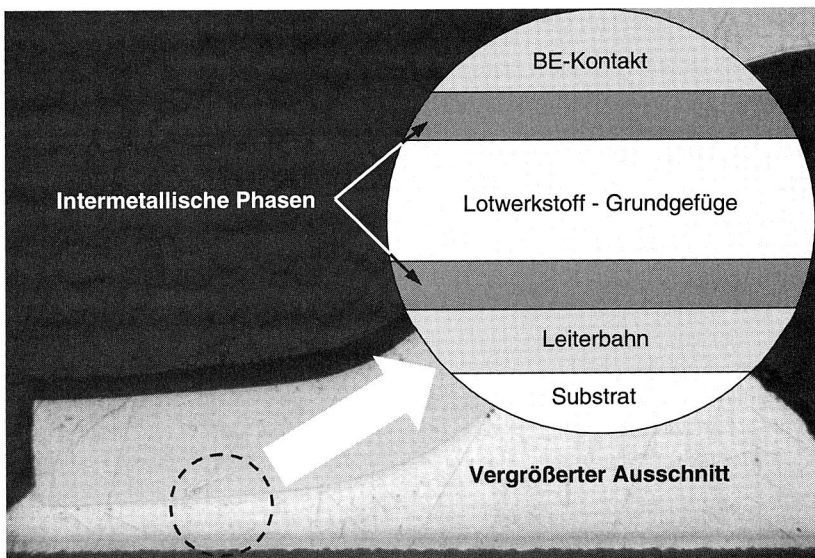 BE-Kontakt
Intermetallische Phasen
Lotwerkstoff - Grundgefüge
Leiterbahn
Substrat
Vergrößerter Ausschnitt